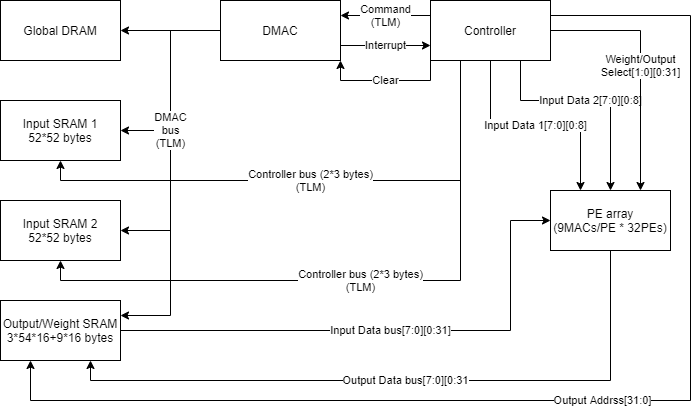 Global DRAM
DMAC
Command
(TLM)
Interrupt
Clear
Controller
Weight/Output
Select[1:0][0:31]
Input Data 2[7:0][0:8]
Input Data 1[7:0][0:8]
DMAC
bus
(TLM)
Input SRAM 1
52*52 bytes
Controller bus (2*3 bytes)
(TLM)
Input SRAM 2
52*52 bytes
PE array
(9MACs/PE * 32PEs)
Controller bus (2*3 bytes)
(TLM)
Output/Weight SRAM
3*54*16+9*16 bytes
Input Data bus[7:0][0:31]
Output Data bus[7:0][0:31
Output Addrss[31:0]